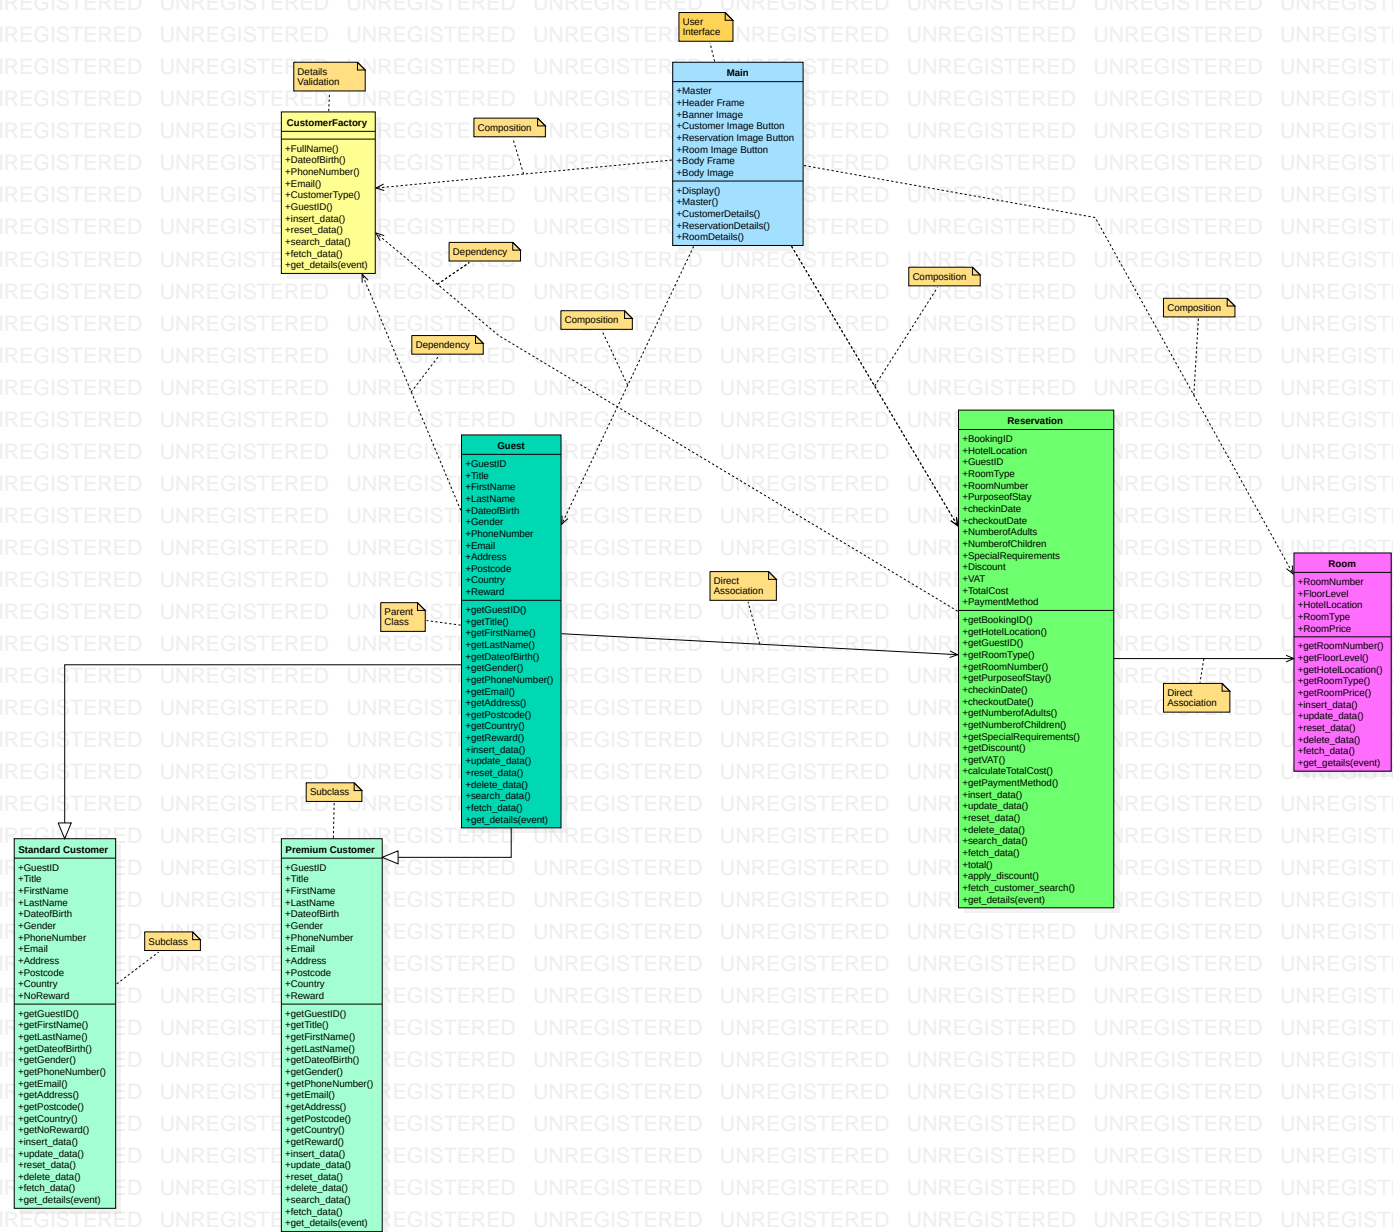 User
Interface
Main
+Master
+Header Frame
+Banner Image
+Customer Image Button
+Reservation Image Button
+Room Image Button
+Body Frame
+Body Image
+Display()
+Master()
+CustomerDetails()
+ReservationDetails()
+RoomDetails()
Details
Validation
CustomerFactory
+FullName()
+DateofBirth()
+PhoneNumber()
+Email()
+CustomerType()
+GuestID()
+insert_data()
+reset_data()
+search_data()
+fetch_data()
+get_details(event)
Composition
Dependency
Dependency
Composition
Composition
Composition
Guest
+GuestID
+Title
+FirstName
+LastName
+DateofBirth
+Gender
+PhoneNumber
+Email
+Address
+Postcode
+Country
+Reward
+getGuestID()
+getTitle()
+getFirstName()
+getLastName()
+getDateofBirth()
+getGender()
+getPhoneNumber()
+getEmail()
+getAddress()
+getPostcode()
+getCountry()
+getReward()
+insert_data()
+update_data()
+reset_data()
+delete_data()
+search_data()
+fetch_data()
+get_details(event)
Parent
Class
Direct
Association
Reservation
+BookingID
+HotelLocation
+GuestID
+RoomType
+RoomNumber
+PurposeofStay
+checkinDate
+checkoutDate
+NumberofAdults
+NumberofChildren
+SpecialRequirements
+Discount
+VAT
+TotalCost
+PaymentMethod
+getBookingID()
+getHotelLocation()
+getGuestID()
+getRoomType()
+getRoomNumber()
+getPurposeofStay()
+checkinDate()
+checkoutDate()
+getNumberofAdults()
+getNumberofChildren()
+getSpecialRequirements()
+getDiscount()
+getVAT()
+calculateTotalCost()
+getPaymentMethod()
+insert_data()
+update_data()
+reset_data()
+delete_data()
+search_data()
+fetch_data()
+total()
+apply_discount()
+fetch_customer_search()
+get_details(event)
Direct
Association
Room
+RoomNumber
+FloorLevel
+HotelLocation
+RoomType
+RoomPrice
+getRoomNumber()
+getFloorLevel()
+getHotelLocation()
+getRoomType()
+getRoomPrice()
+insert_data()
+update_data()
+reset_data()
+delete_data()
+fetch_data()
+get_getails(event)
Standard Customer
+GuestID
+Title
+FirstName
+LastName
+DateofBirth
+Gender
+PhoneNumber
+Email
+Address
+Postcode
+Country
+NoReward
+getGuestID()
+getFirstName()
+getLastName()
+getDateofBirth()
+getGender()
+getPhoneNumber()
+getEmail()
+getAddress()
+getPostcode()
+getCountry()
+getNoReward()
+insert_data()
+update_data()
+reset_data()
+delete_data()
+fetch_data()
+get_details(event)
Subclass
Subclass
Premium Customer
+GuestID
+Title
+FirstName
+LastName
+DateofBirth
+Gender
+PhoneNumber
+Email
+Address
+Postcode
+Country
+Reward
+getGuestID()
+getTitle()
+getFirstName()
+getLastName()
+getDateofBirth()
+getGender()
+getPhoneNumber()
+getEmail()
+getAddress()
+getPostcode()
+getCountry()
+getReward()
+insert_data()
+update_data()
+reset_data()
+delete_data()
+search_data()
+fetch_data()
+get_details(event)
UNREGISTERED